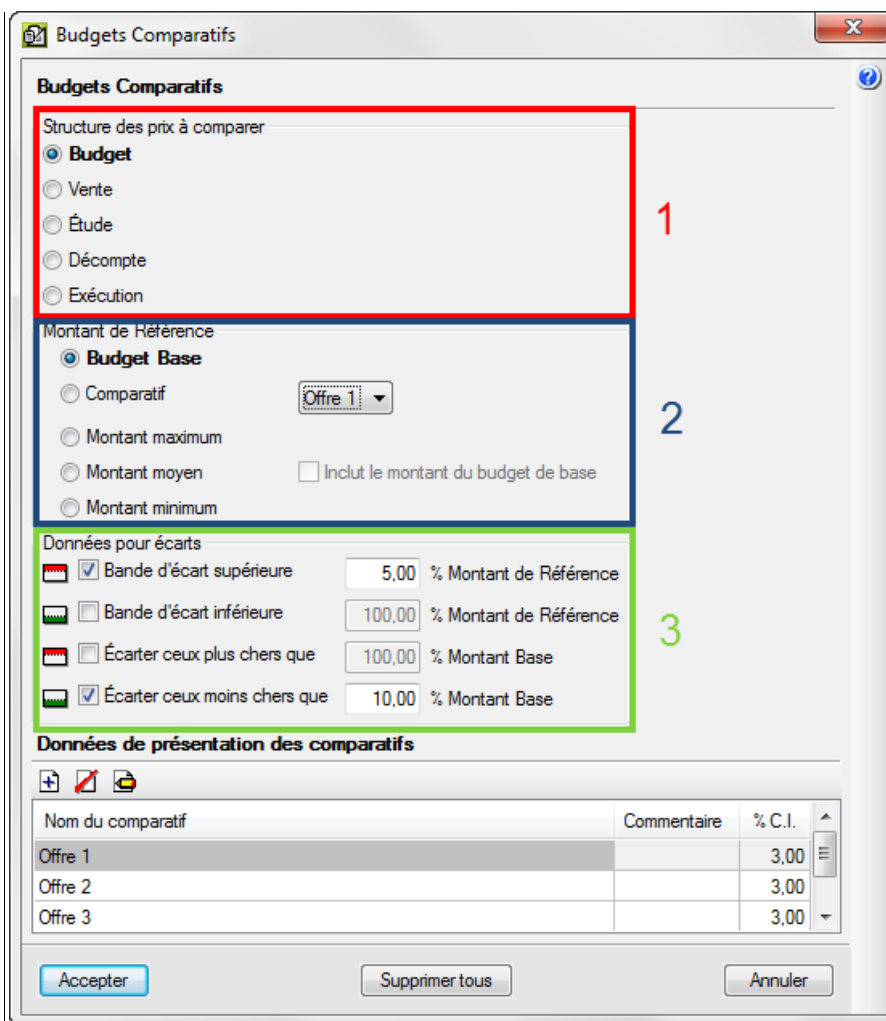 Budgets Comparatifs
Budgets Comparatifs
Structure des prix à comparer
Budget
Vente
Étude
Décompte
Exécution
1
Montant de Référence
Budget Base
Comparatif Offre 1
Montant maximum
Montant moyen Inclut le montant du budget de base
Montant minimum
2
Données pour écarts
Bande d'écart supérieure 5,00 % Montant de Référence
Bande d'écart inférieure 100,00 % Montant de Référence
Écarter ceux plus chers que 100,00 % Montant Base
Écarter ceux moins chers que 10,00 % Montant Base
3
Données de présentation des comparatifs
Nom du comparatif Commentaire % C.I.
Offre 1 3,00
Offre 2 3,00
Offre 3 3,00
Accepter Supprimer tous Annuler